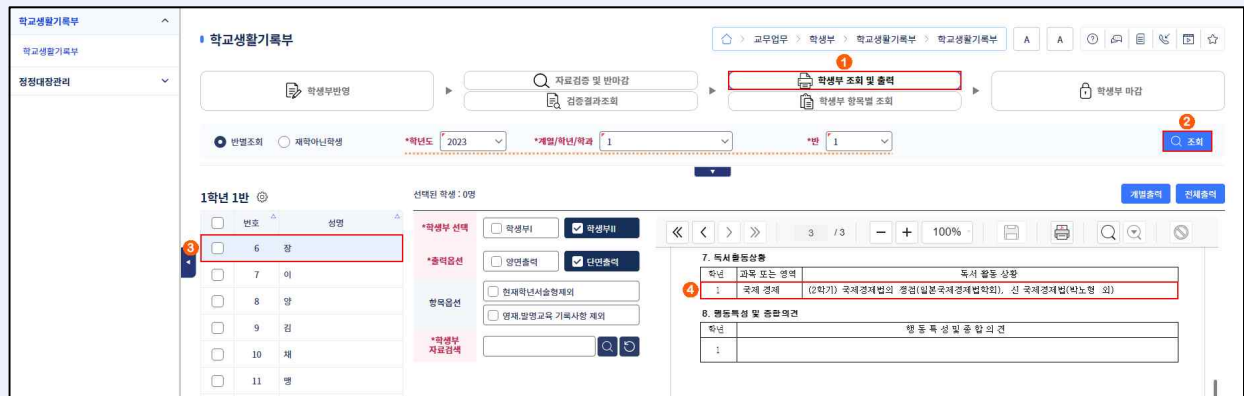 학교생활기록부
학교생활기록부
정정대장관리
학교생활기록부
교무업무 > 학생부 > 학교생활기록부 > 학교생활기록부
A A
1
학생부반영
자료검증 및 반마감
검증결과조회
학생부 조회 및 출력
학생부 항목별 조회
학생부 마감
2
반별조회 재학아닌학생 *학년도 2023 *계열/학년/학과 1 *반 1 조회
1학년 1반
선택된 학생 : 0명
개별출력 전체출력
번호 성명
3
6 장
7 이
8 양
9 김
10 채
11 맹
*학생부 선택 학생부I 학생부II
*출력옵션 양면출력 단면출력
항목옵션 현재학년서술형제외
영재.발명교육 기록사항 제외
*학생부
자료검색
3 /3 100%
7. 독서활동상황
학년 과목 또는 영역 독서 활동 상황
4
1 국제 경제 (2학기) 국제경제법의 쟁점(일본국제경제법학회), 신 국제경제법(박노형 외)
8. 행동특성 및 종합의견
학년 행 동 특 성 및 종 합 의 견
1